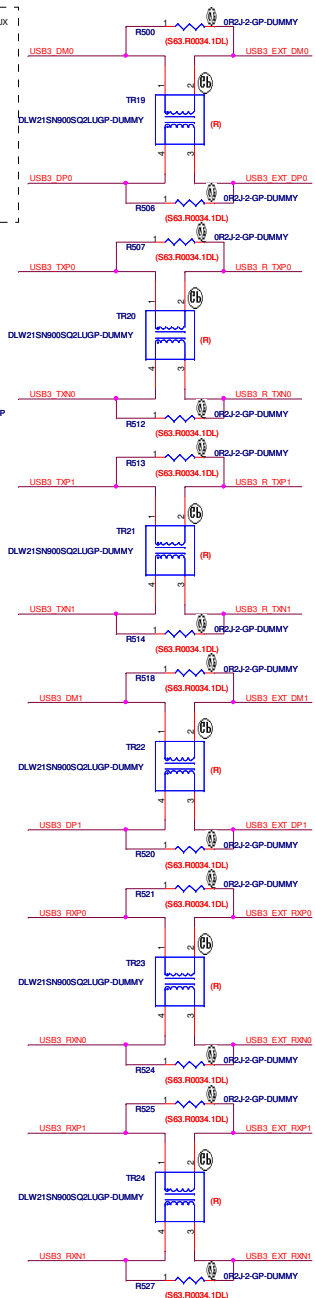 UX
R500
1
0R2J-2-GP-DUMMY
(S63.R0034.1DL)
USB3_DM0
USB3_EXT_DM0
1
2
TR19
DLW21SN900SQ2LUGP-DUMMY
(R)
4
3
USB3_DP0
USB3_EXT_DP0
1
0R2J-2-GP-DUMMY
R506
(S63.R0034.1DL)
R507
1
0R2J-2-GP-DUMMY
(S63.R0034.1DL)
USB3_TXP0
USB3_R_TXP0
1
2
TR20
DLW21SN900SQ2LUGP-DUMMY
(R)
4
3
USB3_TXN0
USB3_R_TXN0
P
1
0R2J-2-GP-DUMMY
R512
(S63.R0034.1DL)
R513
1
0R2J-2-GP-DUMMY
(S63.R0034.1DL)
USB3_TXP1
USB3_R_TXP1
1
2
TR21
DLW21SN900SQ2LUGP-DUMMY
(R)
4
3
USB3_TXN1
USB3_R_TXN1
1
0R2J-2-GP-DUMMY
R514
(S63.R0034.1DL)
R518
1
0R2J-2-GP-DUMMY
(S63.R0034.1DL)
USB3_DM1
USB3_EXT_DM1
1
2
TR22
DLW21SN900SQ2LUGP-DUMMY
(R)
4
3
USB3_DP1
USB3_EXT_DP1
1
0R2J-2-GP-DUMMY
R520
(S63.R0034.1DL)
R521
1
0R2J-2-GP-DUMMY
(S63.R0034.1DL)
USB3_RXP0
USB3_EXT_RXP0
1
2
TR23
DLW21SN900SQ2LUGP-DUMMY
(R)
4
3
USB3_RXN0
USB3_EXT_RXN0
1
0R2J-2-GP-DUMMY
R524
(S63.R0034.1DL)
R525
1
0R2J-2-GP-DUMMY
(S63.R0034.1DL)
USB3_RXP1
USB3_EXT_RXP1
1
2
TR24
DLW21SN900SQ2LUGP-DUMMY
(R)
4
3
USB3_RXN1
USB3_EXT_RXN1
1
0R2J-2-GP-DUMMY
R527
(S63.R0034.1DL)